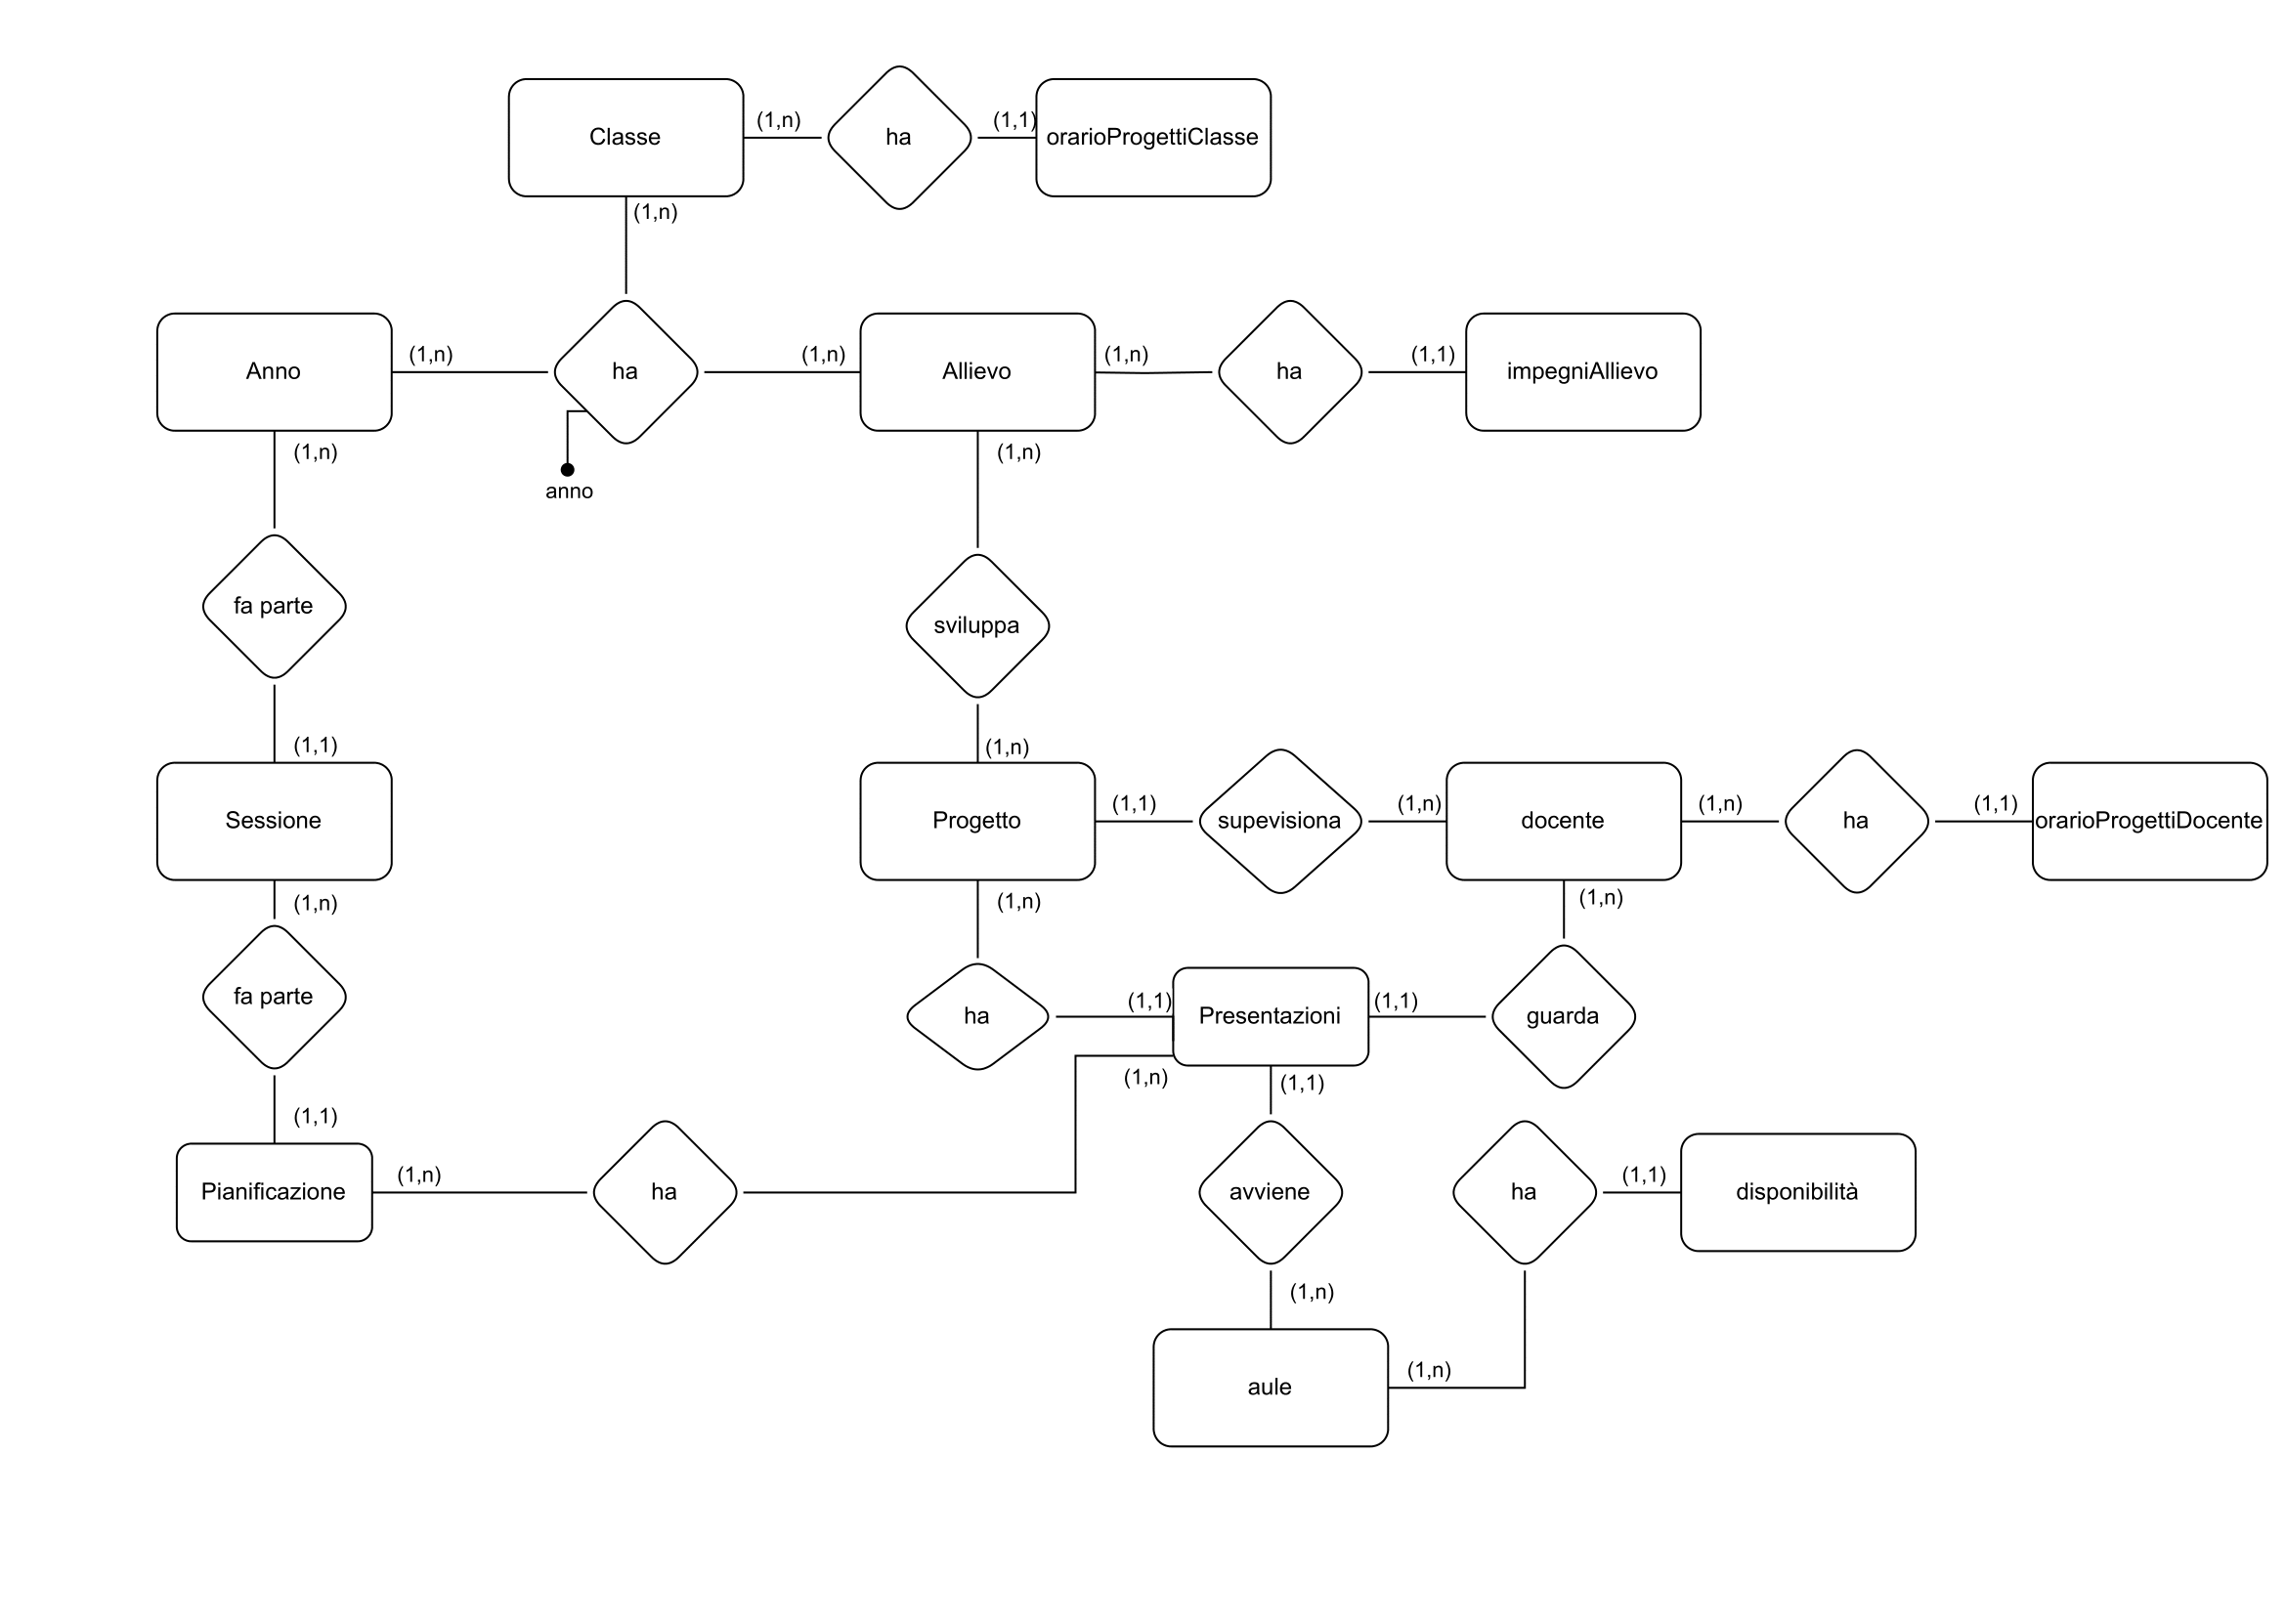 Classe
(1,n)
ha
(1,1)
orarioProgettiClasse
(1,n)
Anno
(1,n)
ha
(1,n)
Allievo
(1,n)
ha
(1,1)
impegniAllievo
anno
(1,n)
(1,n)
fa parte
sviluppa
(1,1)
(1,n)
Sessione
Progetto
(1,1)
supevisiona
(1,n)
docente
(1,n)
ha
(1,1)
orarioProgettiDocente
(1,n)
(1,n)
(1,n)
fa parte
ha
(1,1)
Presentazioni
(1,1)
guarda
(1,n)
(1,1)
(1,1)
Pianificazione
(1,n)
ha
avviene
ha
(1,1)
disponibilità
(1,n)
aule
(1,n)